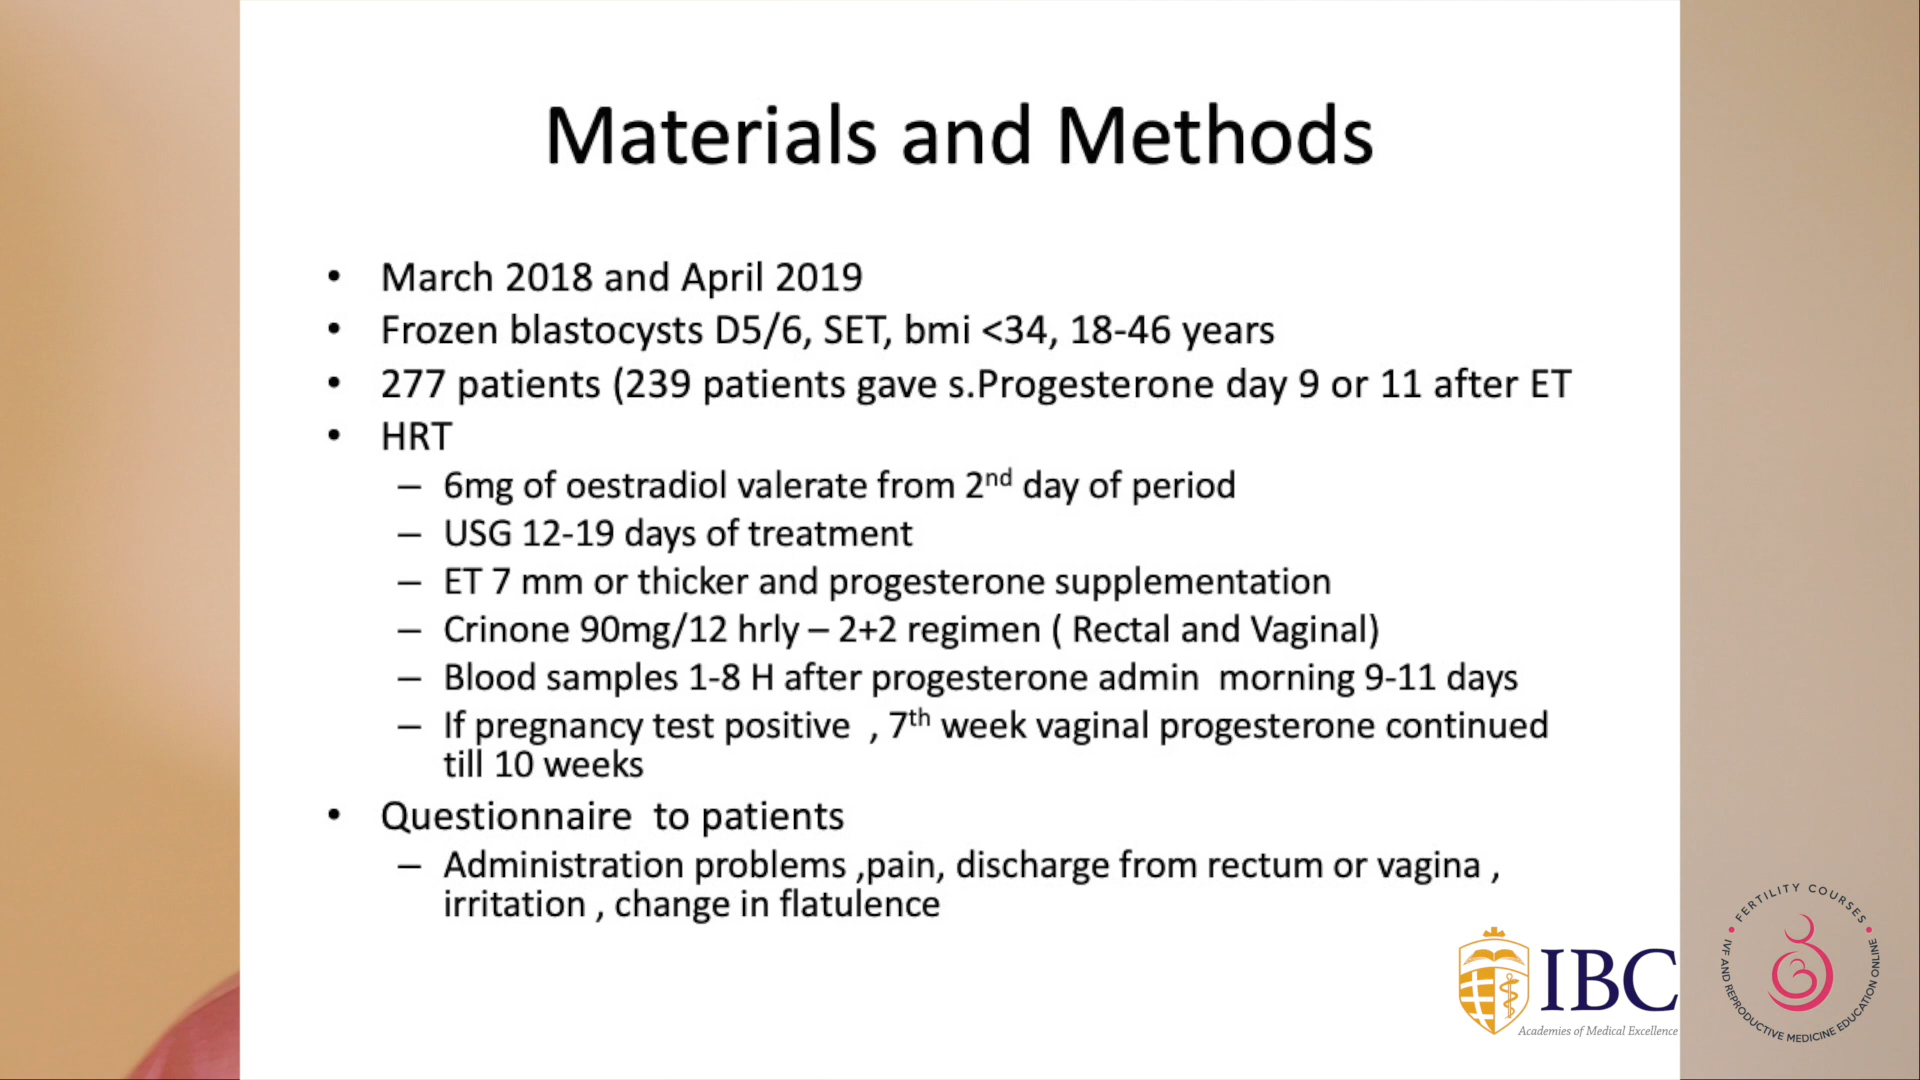 Materials and Methods
• March 2018 and April 2019
• Frozen blastocysts D5/6, SET, bmi <34, 18-46 years
• 277 patients (239 patients gave s.Progesterone day 9 or 11 after ET
• HRT
– 6mg of oestradiol valerate from 2nd day of period
– USG 12-19 days of treatment
– ET 7 mm or thicker and progesterone supplementation
– Crinone 90mg/12 hrly – 2+2 regimen ( Rectal and Vaginal)
– Blood samples 1-8 H after progesterone admin  morning 9-11 days
– If pregnancy test positive  , 7th week vaginal progesterone continued
till 10 weeks
• Questionnaire  to patients
– Administration problems ,pain, discharge from rectum or vagina ,
irritation , change in flatulence
IBC
Academies of Medical Excellence
• FERTILITY COURSES •
IVF AND REPRODUCTIVE MEDICINE EDUCATION ONLINE